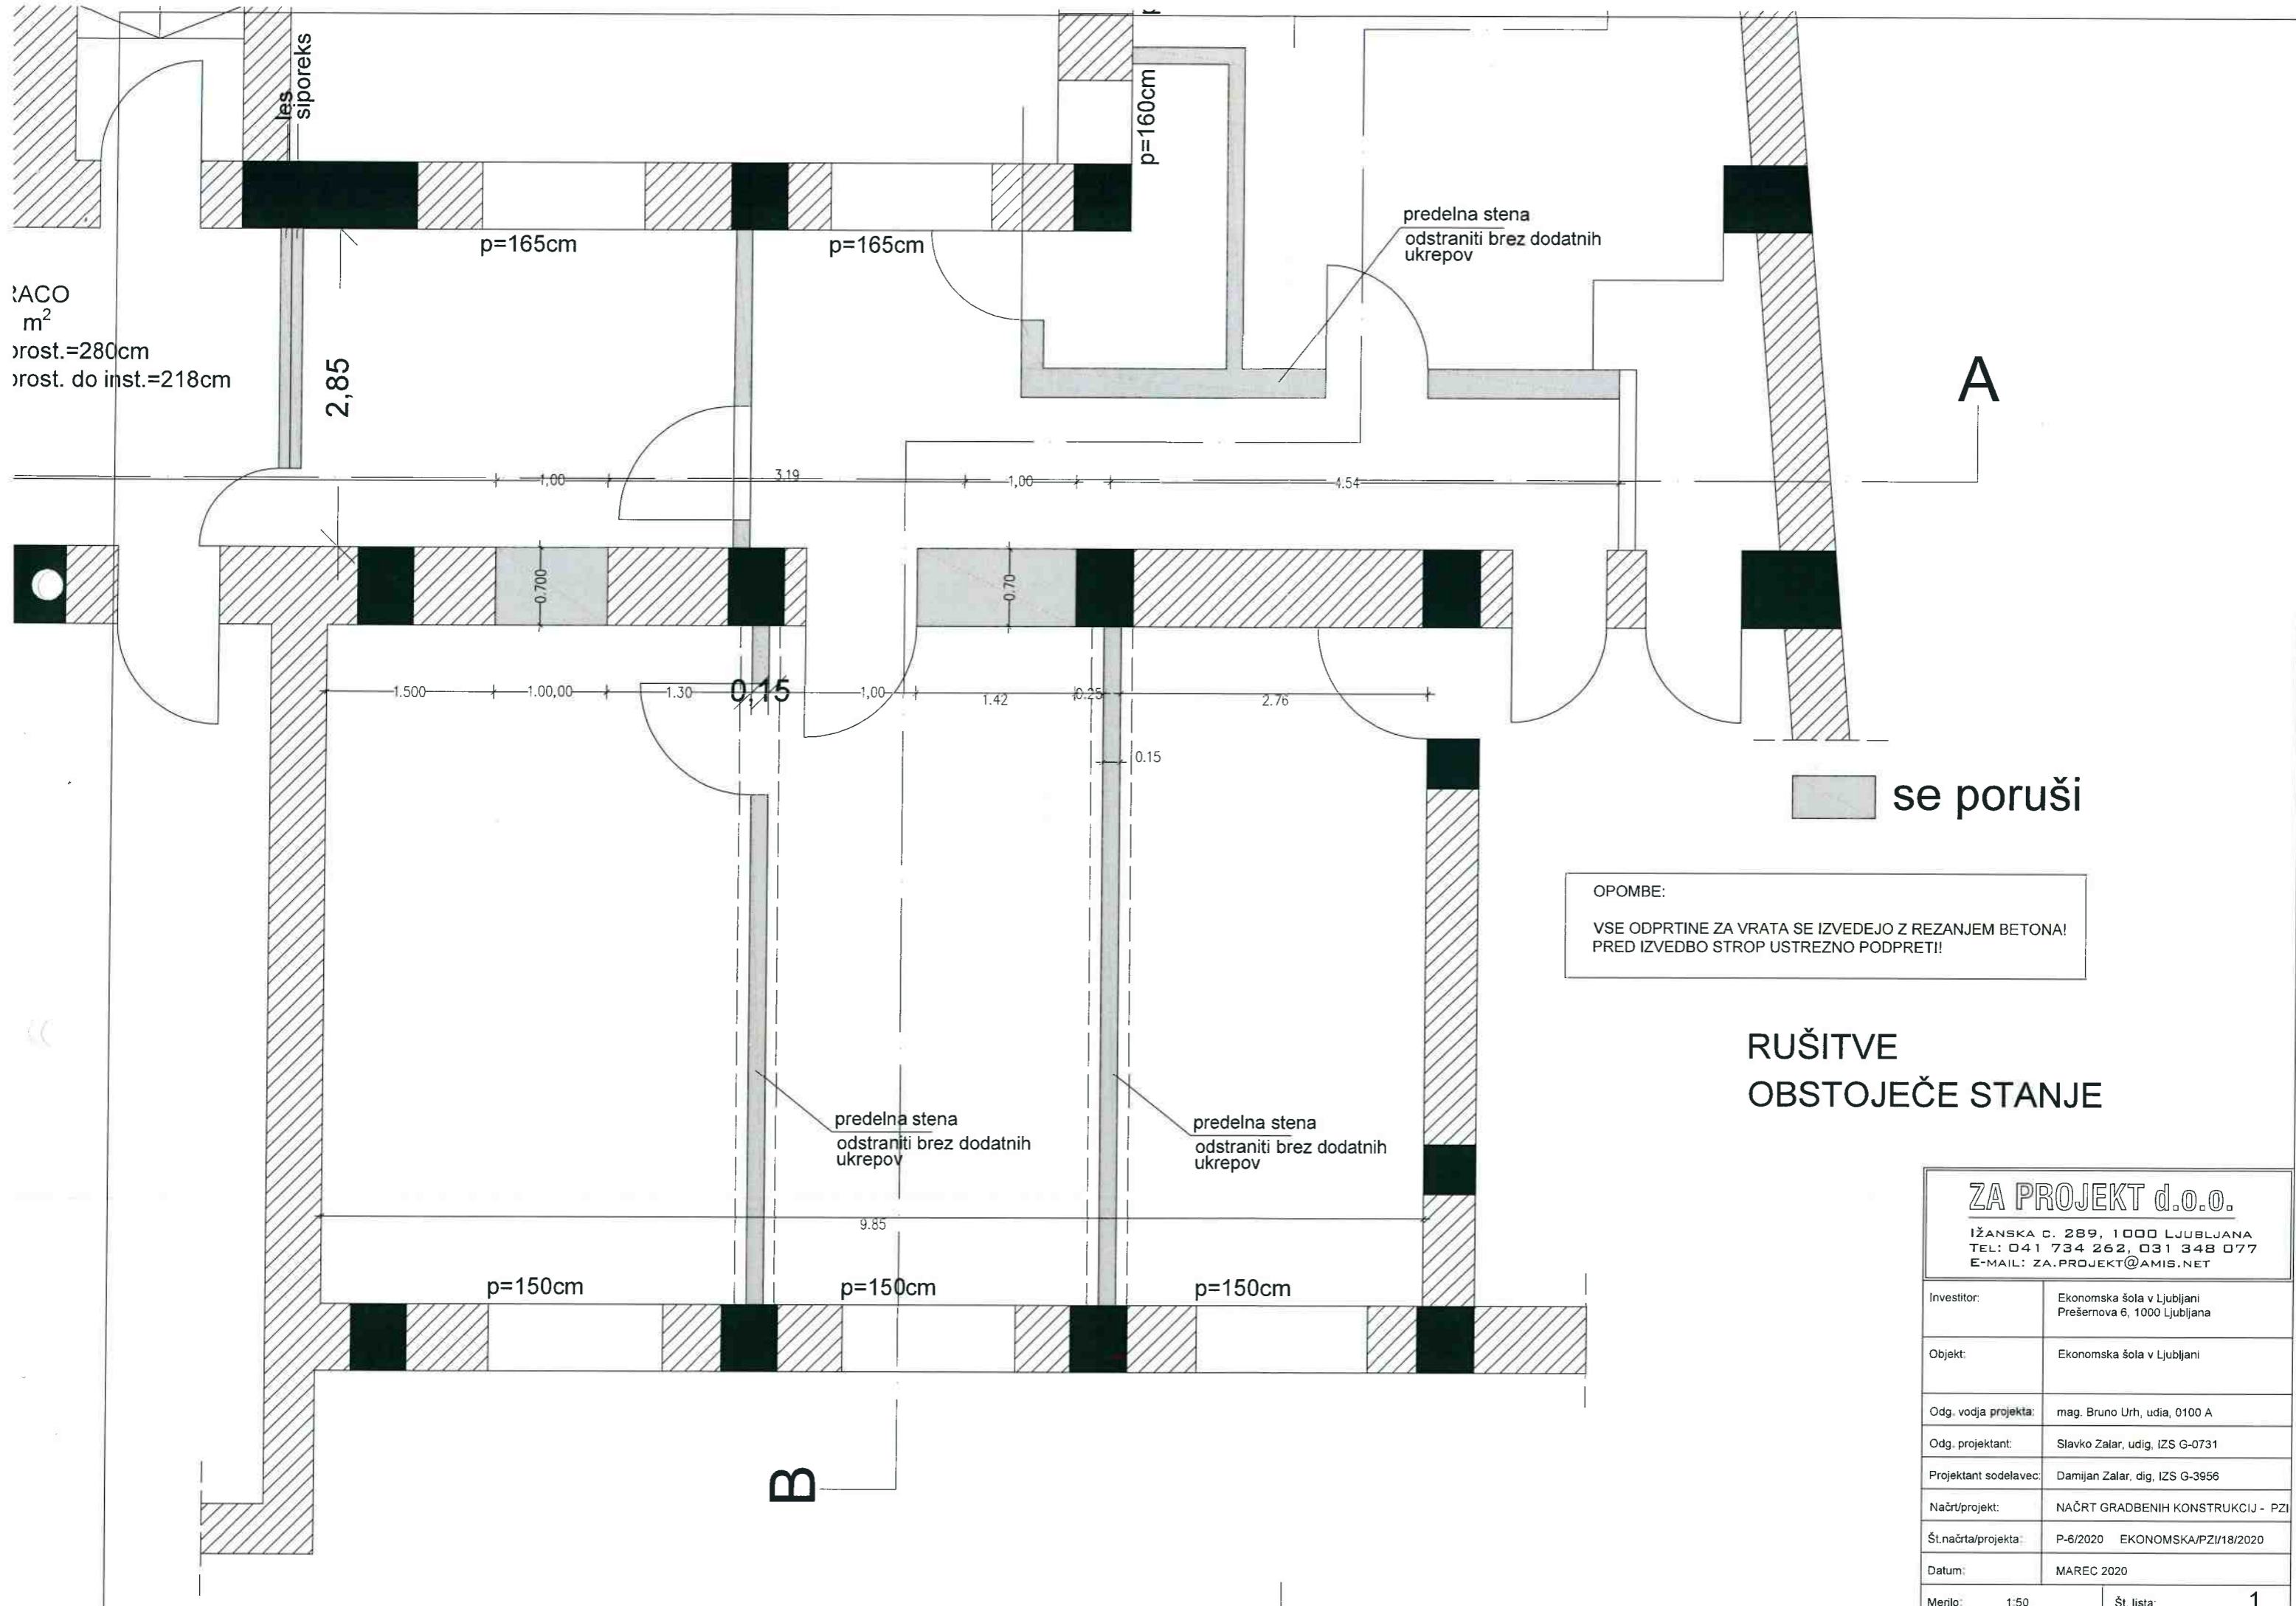 les
siporeks
p=160cm
p=165cm
p=165cm
predelna stena
odstraniti brez dodatnih
ukrepov
m²
prost.=280cm
prost. do inst.=218cm
2,85
A
1,00
3.19
1,00
4.54
0.700
0.70
1.500
1.00,00
1.30
0,15
1,00
1.42
0.25
2.76
0.15
se poruši
OPOMBE:
VSE ODPRTINE ZA VRATA SE IZVEDEJO Z REZANJEM BETONA!
PRED IZVEDBO STROP USTREZNO PODPRETI!
RUŠITVE
OBSTOJEČE STANJE
predelna stena
odstraniti brez dodatnih
ukrepov
predelna stena
odstraniti brez dodatnih
ukrepov
9.85
p=150cm
p=150cm
p=150cm
B
ZA PROJEKT d.o.o.
IŽANSKA C. 289, 1000 LJUBLJANA
TEL: 041 734 262, 031 348 077
E-MAIL: ZA.PROJEKT@AMIS.NET
Investitor: Ekonomska šola v Ljubljani
Prešernova 6, 1000 Ljubljana
Objekt: Ekonomska šola v Ljubljani
Odg. vodja projekta: mag. Bruno Urh, udia, 0100 A
Odg. projektant: Slavko Zalar, udig, IZS G-0731
Projektant sodelavec: Damijan Zalar, dig, IZS G-3956
Načrt/projekt: NAČRT GRADBENIH KONSTRUKCIJ - PZI
Št.načrta/projekta: P-6/2020 EKONOMSKA/PZI/18/2020
Datum: MAREC 2020
Merilo: 1:50 Št. lista: 1